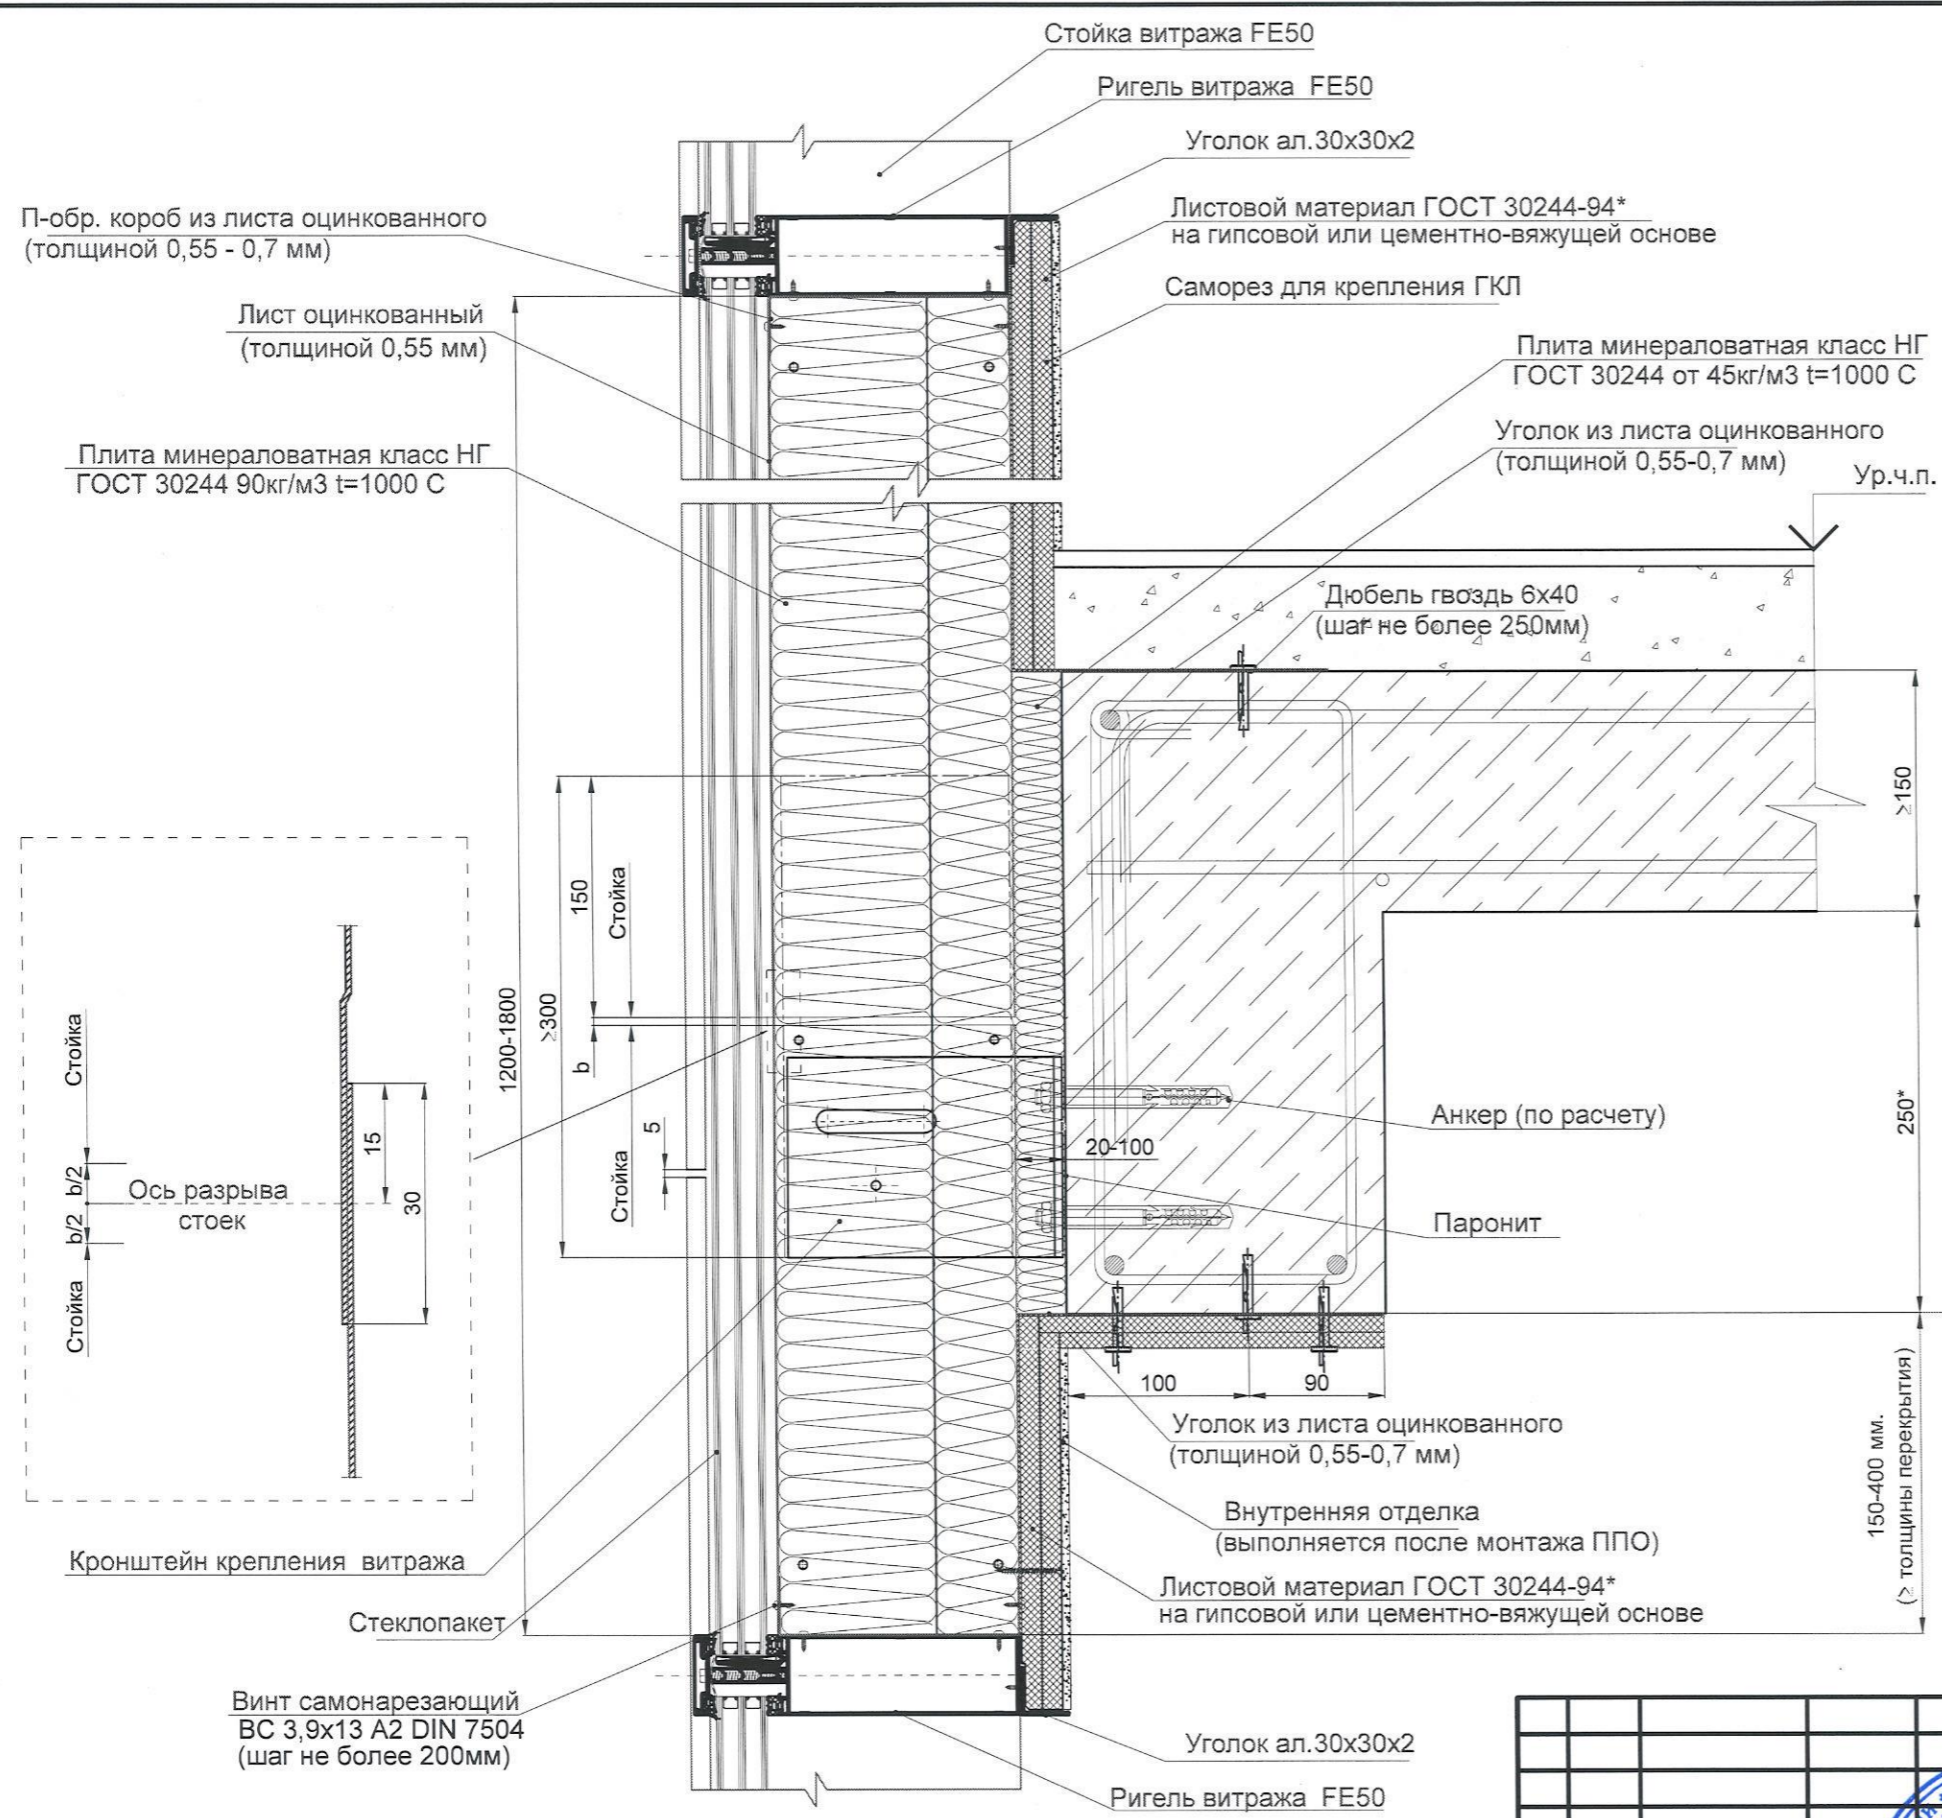 Стойка витража FE50
Ригель витража FE50
Уголок ал.30х30х2
П-обр. короб из листа оцинкованного
(толщиной 0,55 - 0,7 мм)
Листовой материал ГОСТ 30244-94*
на гипсовой или цементно-вяжущей основе
Саморез для крепления ГКЛ
Лист оцинкованный
(толщиной 0,55 мм)
Плита минераловатная класс НГ
ГОСТ 30244 от 45кг/м3 t=1000 С
Уголок из листа оцинкованного
(толщиной 0,55-0,7 мм)
Ур.ч.п.
Плита минераловатная класс НГ
ГОСТ 30244 90кг/м3 t=1000 С
Дюбель гвоздь 6х40
(шаг не более 250мм)
≥150
150
Стойка
≥300
1200-1800
b
5
Стойка
Стойка
b/2
b/2
Стойка
Ось разрыва
стоек
15
30
20-100
Анкер (по расчету)
250*
Паронит
100
90
Уголок из листа оцинкованного
(толщиной 0,55-0,7 мм)
150-400 мм.
(≥ толщины перекрытия)
Внутренняя отделка
(выполняется после монтажа ППО)
Кронштейн крепления витража
Листовой материал ГОСТ 30244-94*
на гипсовой или цементно-вяжущей основе
Стеклопакет
Винт самонарезающий
ВС 3,9х13 А2 DIN 7504
(шаг не более 200мм)
Уголок ал.30х30х2
Ригель витража FE50